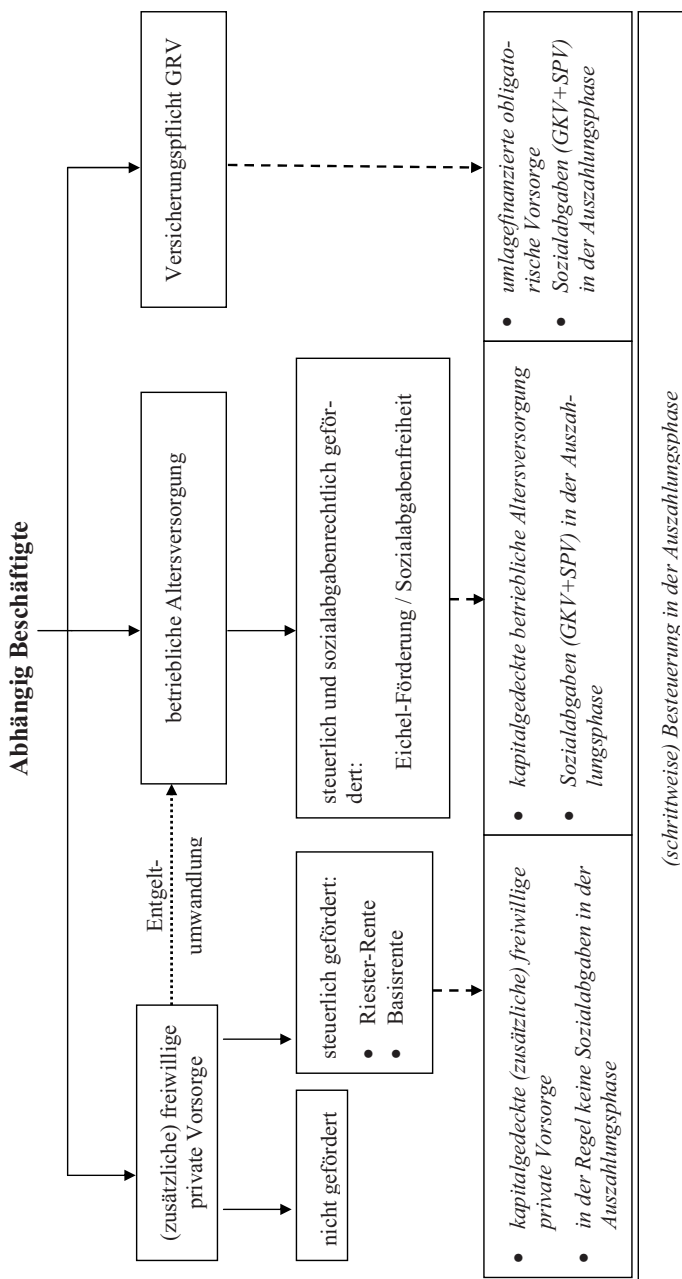 Abhängig Beschäftigte
(zusätzliche) freiwillige
private Vorsorge
Entgelt-
umwandlung
betriebliche Altersversorgung
Versicherungspflicht GRV
nicht gefördert
steuerlich gefördert:
• Riester-Rente
• Basisrente
steuerlich und sozialabgabenrechtlich geför-
dert:
Eichel-Förderung / Sozialabgabenfreiheit
• kapitalgedeckte (zusätzliche) freiwillige
private Vorsorge
• in der Regel keine Sozialabgaben in der
Auszahlungsphase
• kapitalgedeckte betriebliche Altersversorgung
• Sozialabgaben (GKV+SPV) in der Auszah-
lungsphase
• umlagefinanzierte obligato-
rische Vorsorge
• Sozialabgaben (GKV+SPV)
in der Auszahlungsphase
(schrittweise) Besteuerung in der Auszahlungsphase